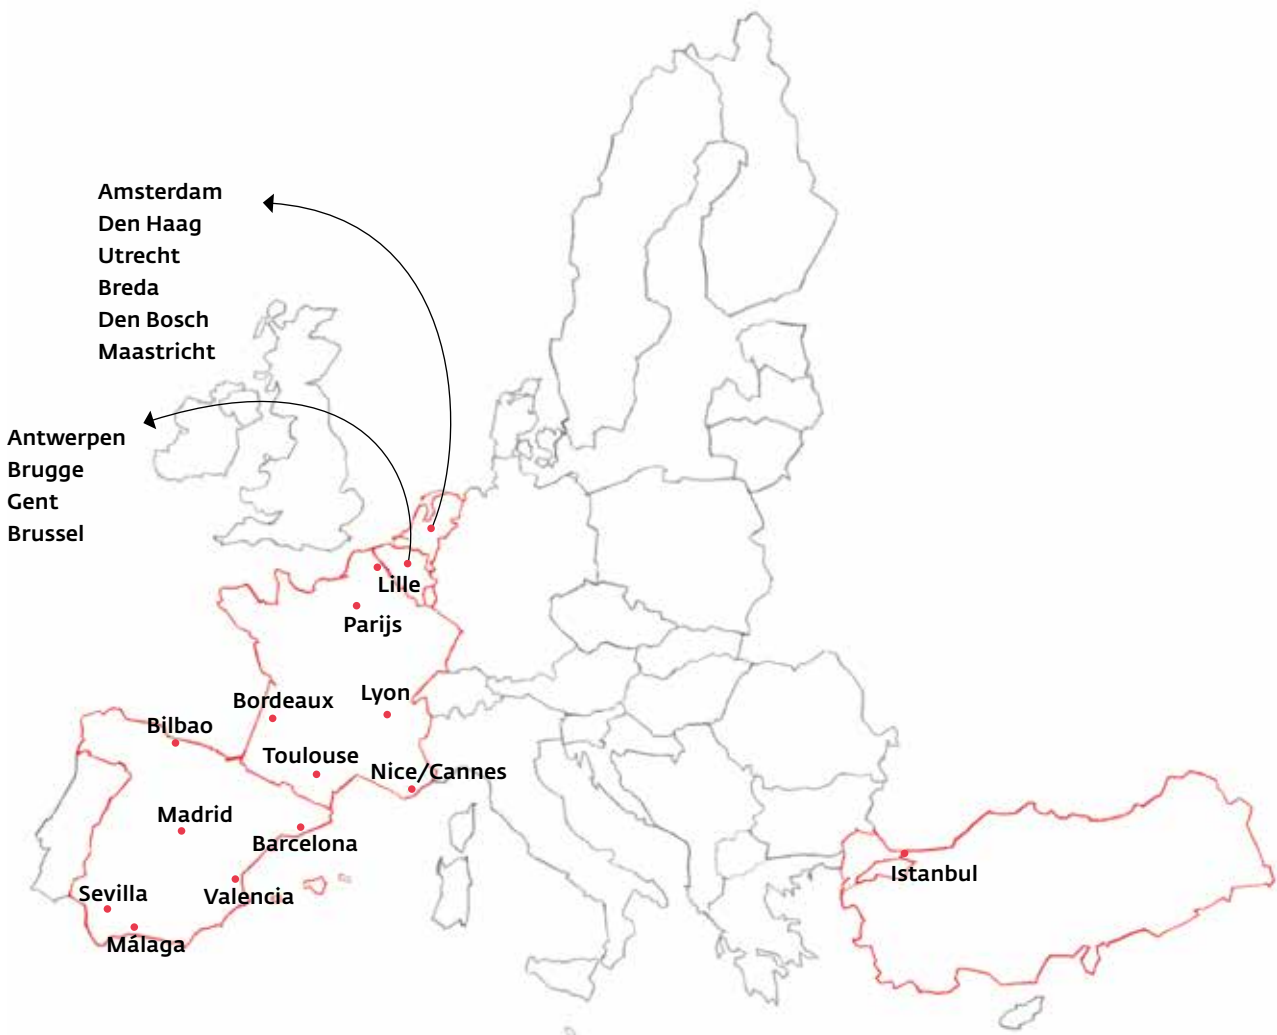 Amsterdam
Den Haag
Utrecht
Breda
Den Bosch
Maastricht
Antwerpen
Brugge
Gent
Brussel
Lille
Parijs
Bordeaux
Lyon
Bilbao
Toulouse
Nice/Cannes
Madrid
Barcelona
Sevilla
Valencia
Málaga
Istanbul